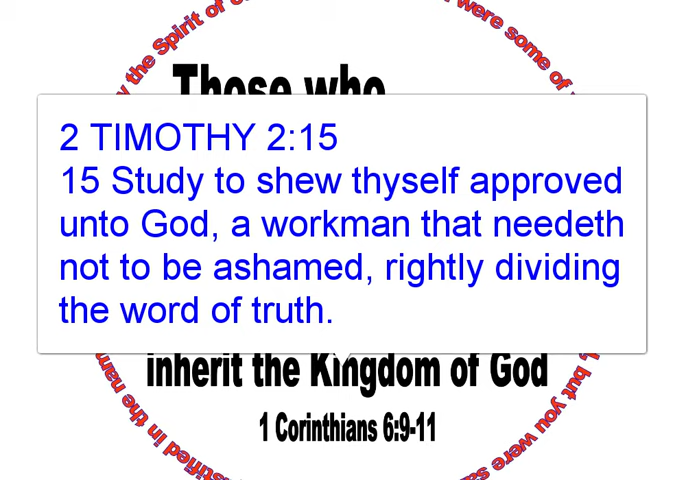 y the Spirit of
were some of
Those who
2 TIMOTHY 2:15
15 Study to shew thyself approved
unto God, a workman that needeth
not to be ashamed, rightly dividing
the word of truth.
inherit the Kingdom of God
1 Corinthians 6:9-11
in the nam
, but you were